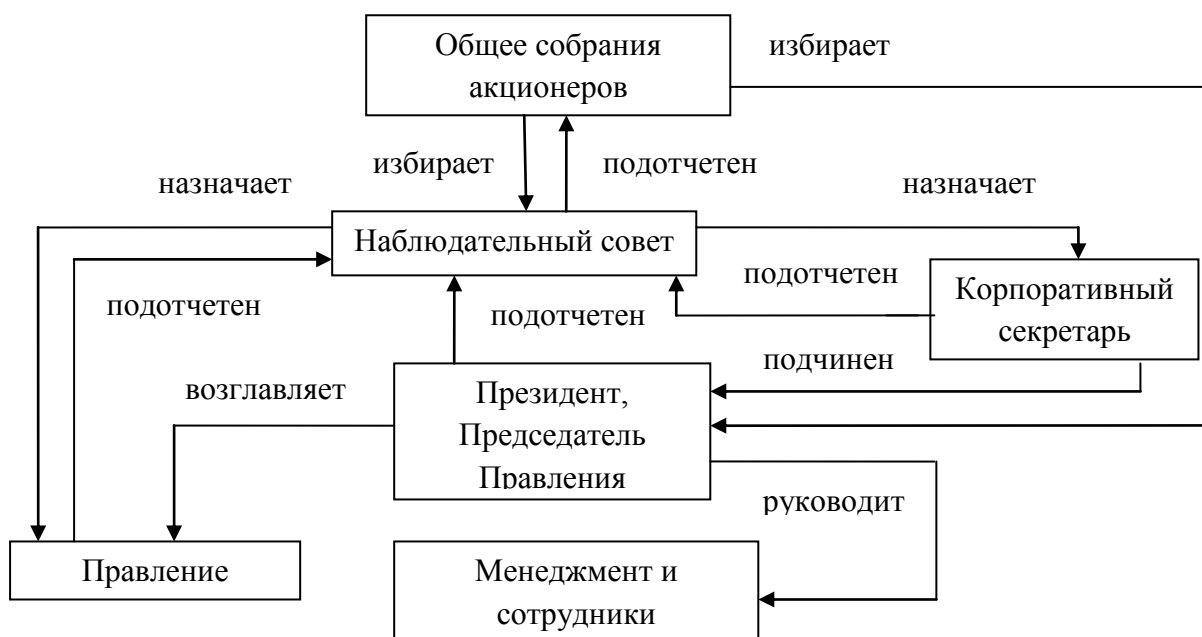 Общее собрания
акционеров
избирает
избирает
подотчетен
назначает
назначает
Наблюдательный совет
подотчетен
подотчетен
подотчетен
Корпоративный
секретарь
возглавляет
подчинен
Президент,
Председатель
Правления
руководит
Правление
Менеджмент и
сотрудники